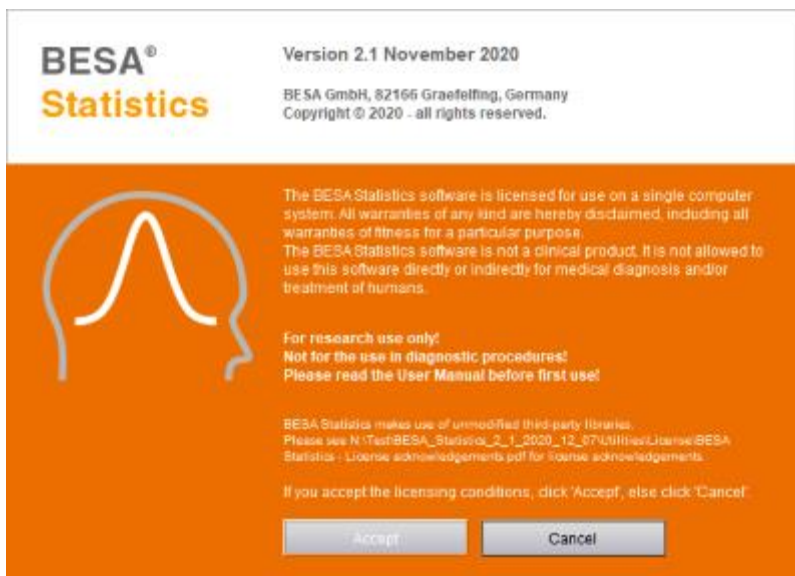 BESA®
Statistics
Version 2.1 November 2020
BESA GmbH, 82166 Graefelfing, Germany
Copyright © 2020 - all rights reserved.
The BESA Statistics software is licensed for use on a single computer
system. All warranties of any kind are hereby disclaimed, including all
warranties of fitness for a particular purpose.
The BESA Statistics software is not a clinical product. It is not allowed to
use this software directly or indirectly for medical diagnosis and/or
treatment of humans.
For research use only!
Not for the use in diagnostic procedures!
Please read the User Manual before first use!
BESA Statistics makes use of unmodified third-party libraries.
Please see N:\Test\BESA_Statistics_2_1_2020_12_07\Utilities\License\BESA
Statistics - License acknowledgements.pdf for license acknowledgements.
If you accept the licensing conditions, click 'Accept', else click 'Cancel'.
Accept
Cancel